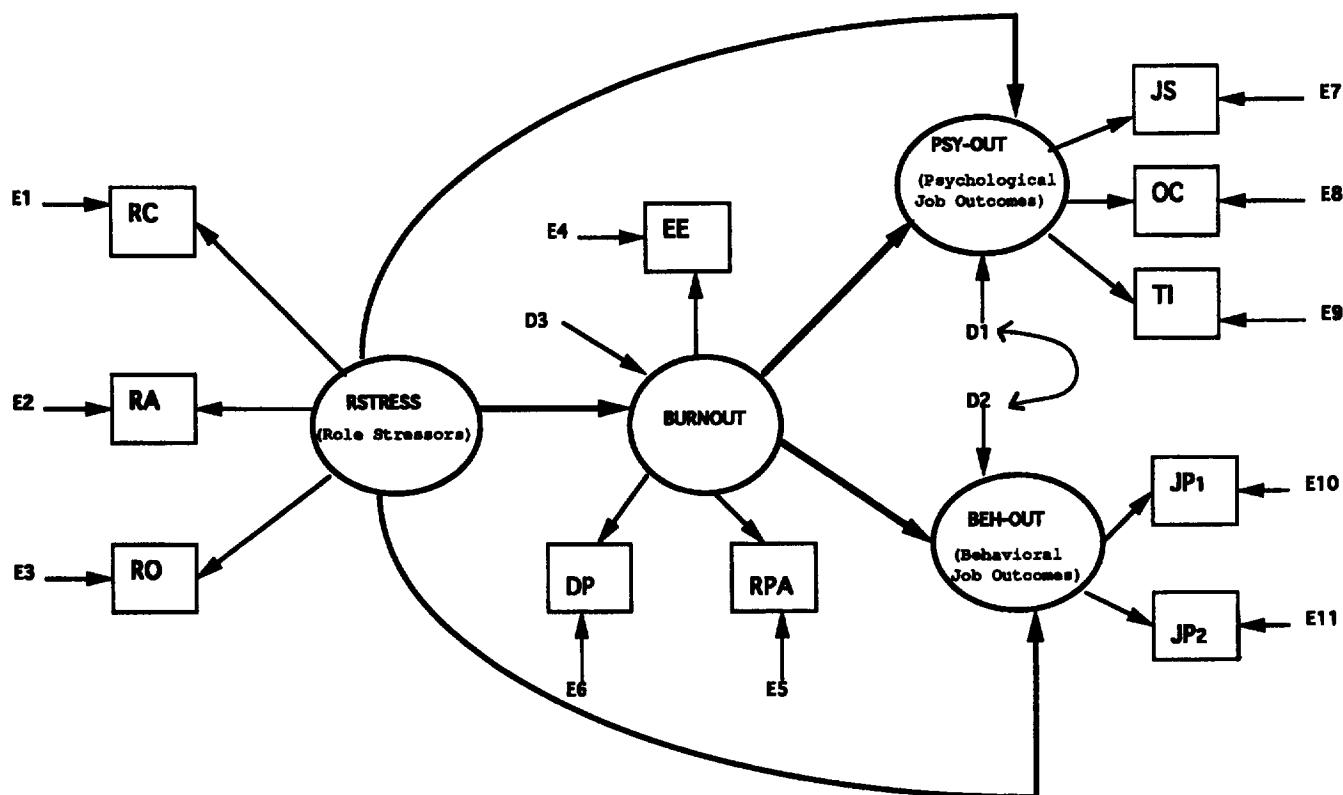 JS
E7
PSY-OUT
(Psychological
Job Outcomes)
E1
RC
OC
E8
E4
EE
TI
E9
D3
D1
E2
RA
RSTRESS
(Role Stressors)
BURNOUT
D2
JP1
E10
BEH-OUT
(Behavioral
Job Outcomes)
E3
RO
DP
RPA
JP2
E11
E6
E5